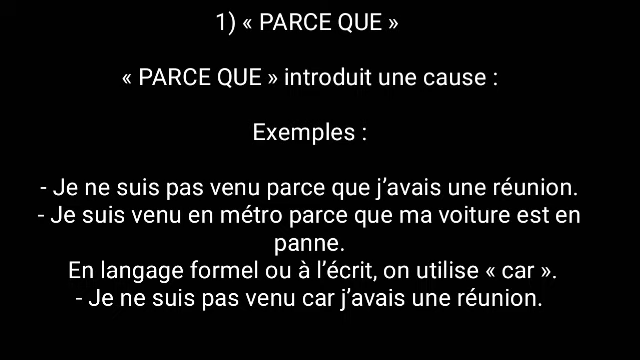 1) « PARCE QUE »
« PARCE QUE » introduit une cause :
Exemples :
- Je ne suis pas venu parce que j’avais une réunion.
- Je suis venu en métro parce que ma voiture est en
panne.
En langage formel ou à l’écrit, on utilise « car ».
- Je ne suis pas venu car j’avais une réunion.